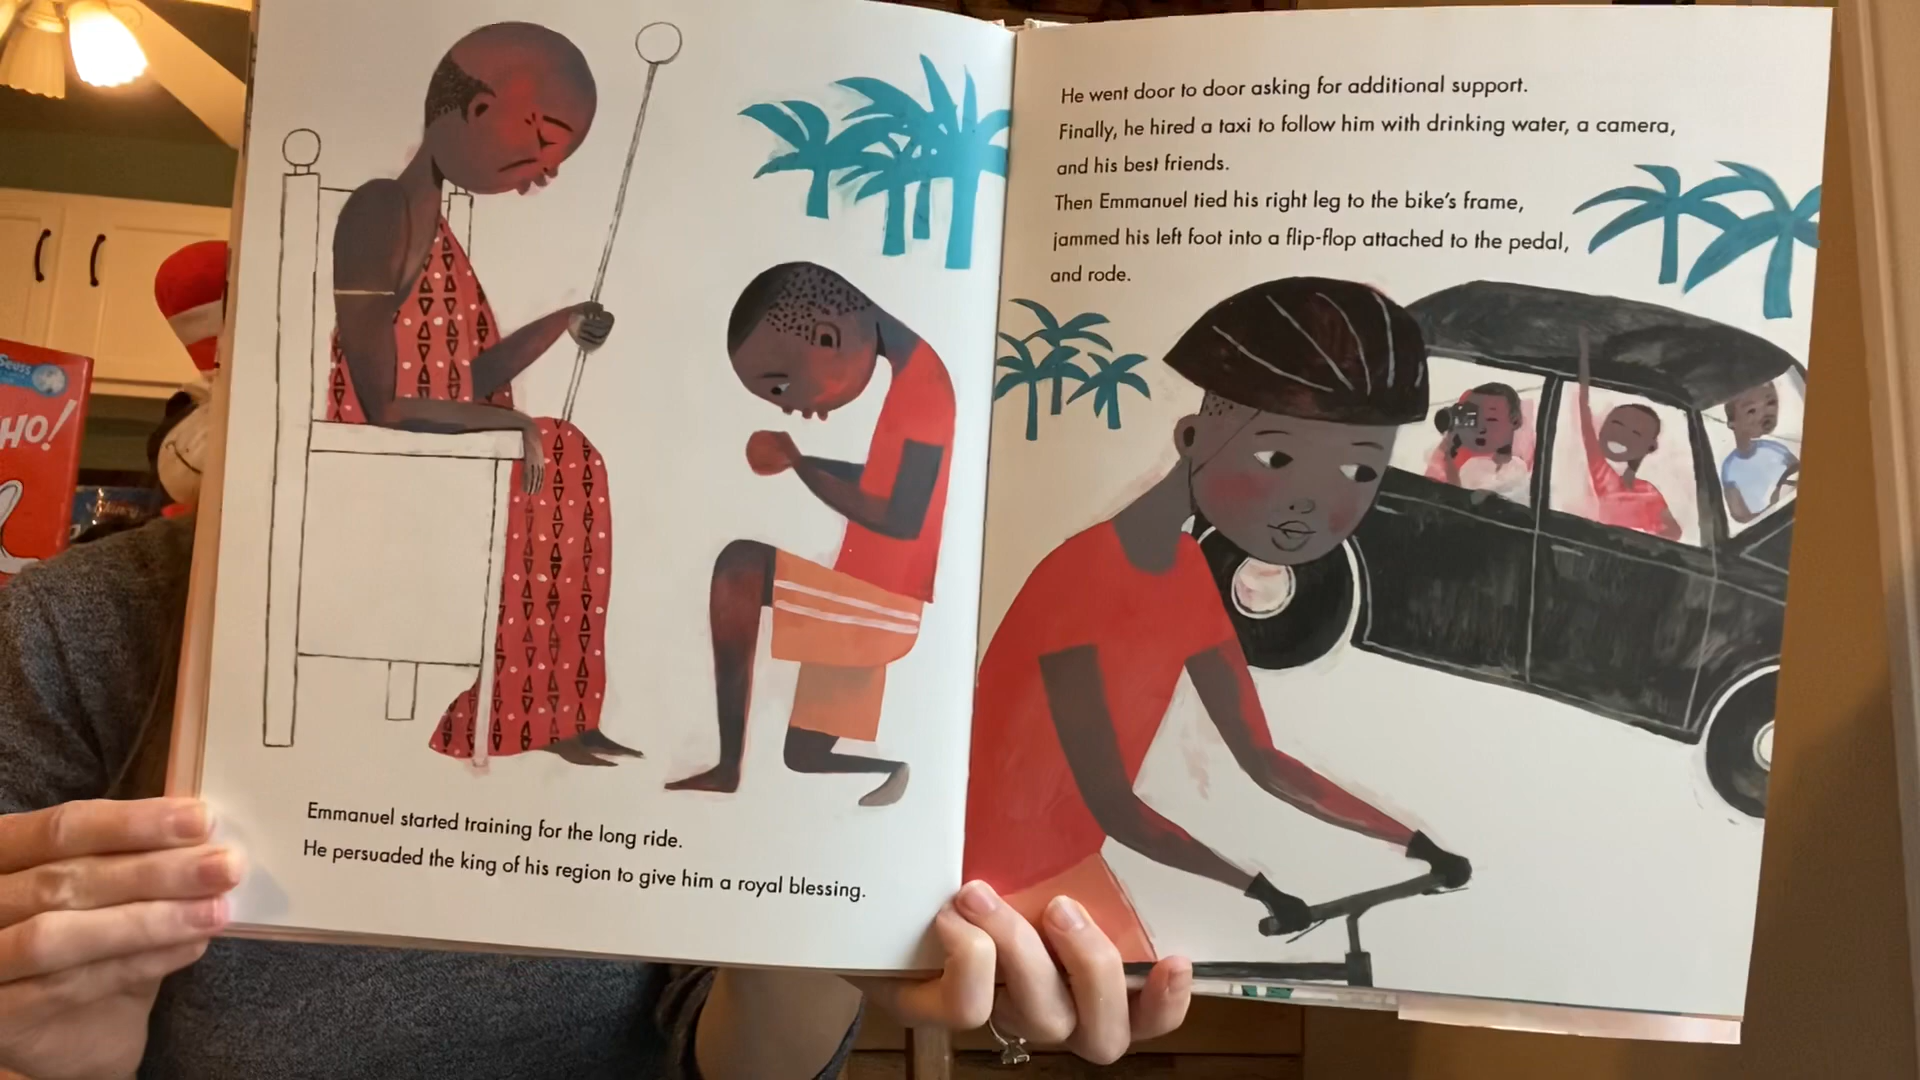 Emmanuel started training for the long ride.
He persuaded the king of his region to give him a royal blessing.
He went door to door asking for additional support.
Finally, he hired a taxi to follow him with drinking water, a camera,
and his best friends.
Then Emmanuel tied his right leg to the bike's frame,
jammed his left foot into a flip-flop attached to the pedal,
and rode.
Seuss
HO!